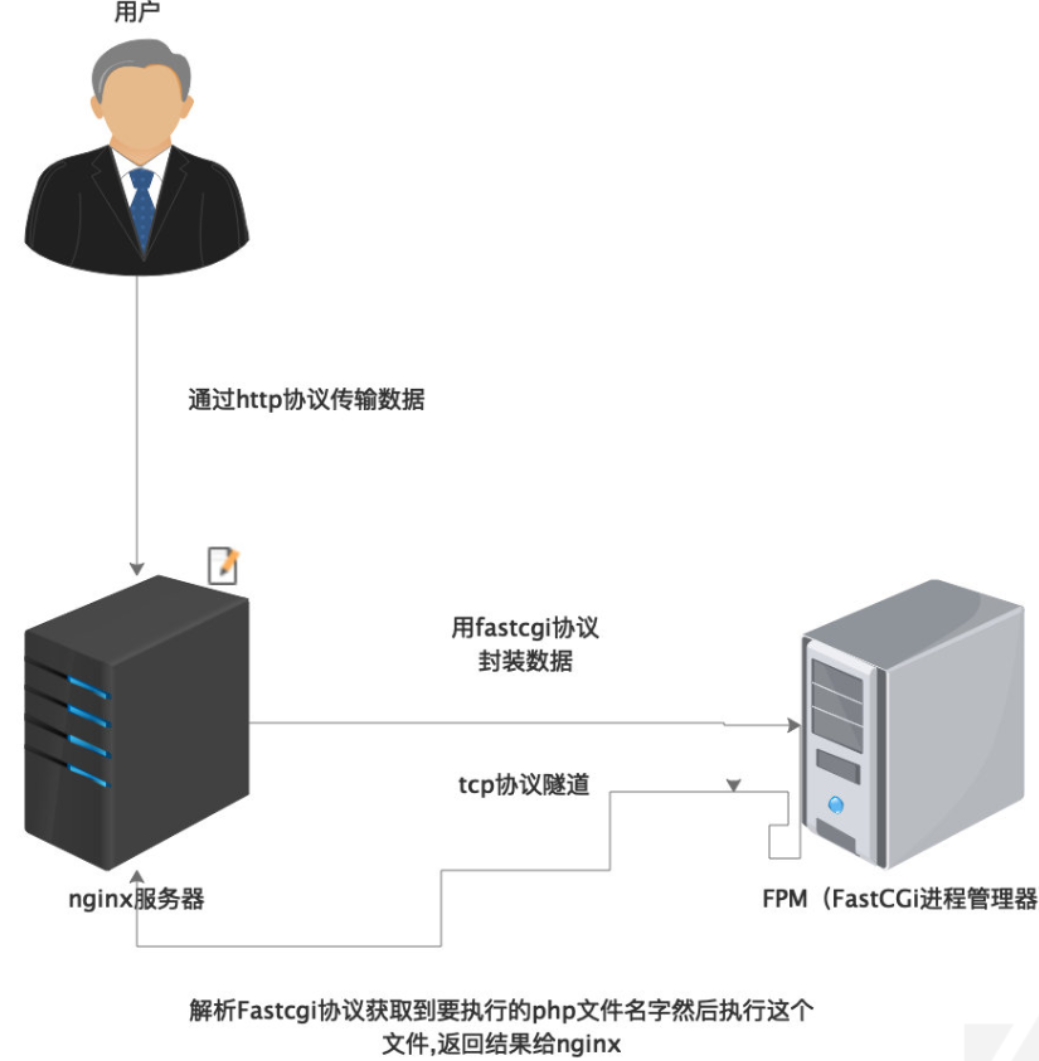 用户
通过http协议传输数据
用fastcgi协议
封装数据
tcp协议隧道
nginx服务器
FPM（FastCGi进程管理器
解析Fastcgi协议获取到要执行的php文件名字然后执行这个
文件,返回结果给nginx